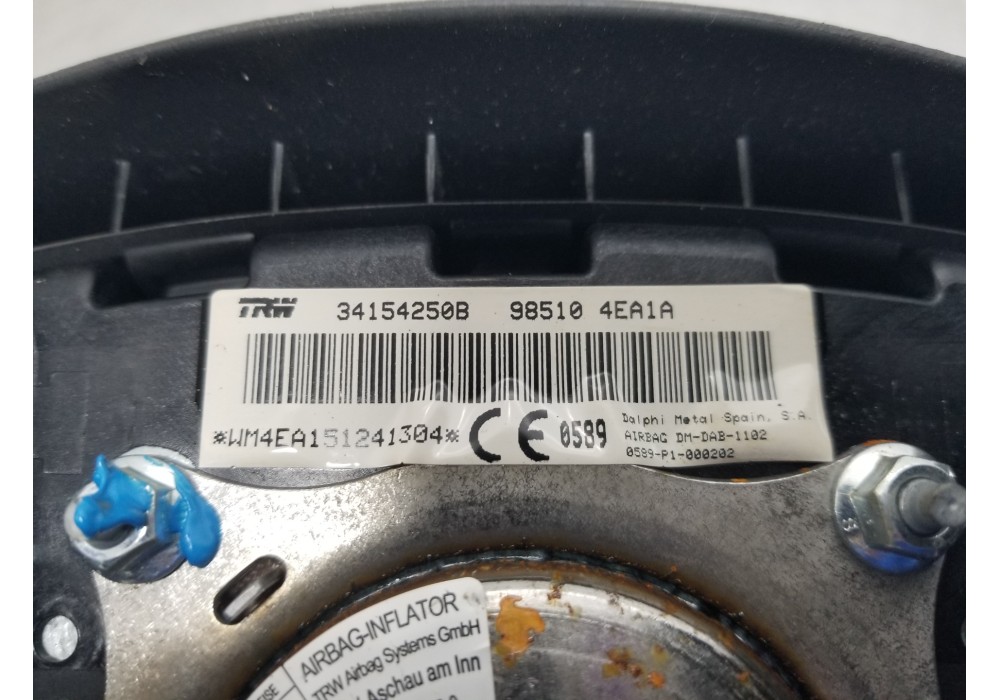 TRW 34154250B 98510 4EA1A
*WM4EA151241304* CE 0589
Dalphi Metal Spain, S.A.
AIRBAG DM-DAB-1102
0589-P1-000202
8
AIRBAG-INFLATOR
TRW Airbag Systems GmbH
Aschau am Inn